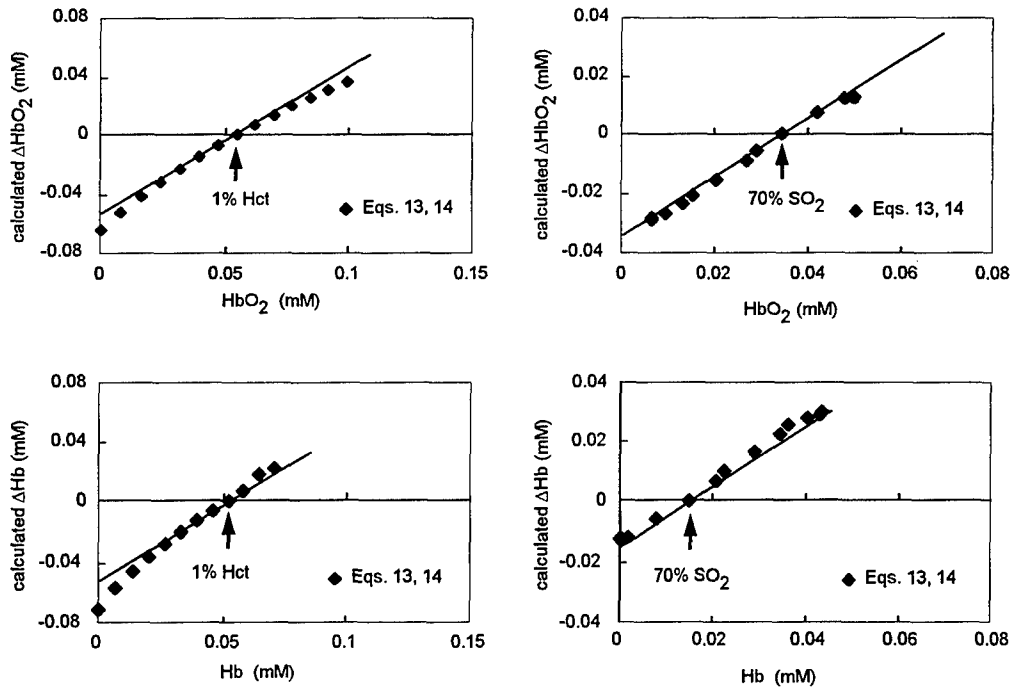 calculated ΔHbO2 (mM)
0.08
0.04
0
-0.04
-0.08
1% Hct
Eqs. 13, 14
0
0.05
0.1
0.15
HbO2 (mM)
calculated ΔHbO2 (mM)
0.04
0.02
0
-0.02
-0.04
70% SO2
Eqs. 13, 14
0
0.02
0.04
0.06
0.08
HbO2 (mM)
calculated ΔHb (mM)
0.08
0.04
0
-0.04
-0.08
1% Hct
Eqs. 13, 14
0
0.05
0.1
0.15
Hb (mM)
calculated ΔHb (mM)
0.04
0.02
0
-0.02
-0.04
70% SO2
Eqs. 13, 14
0
0.02
0.04
0.06
0.08
Hb (mM)